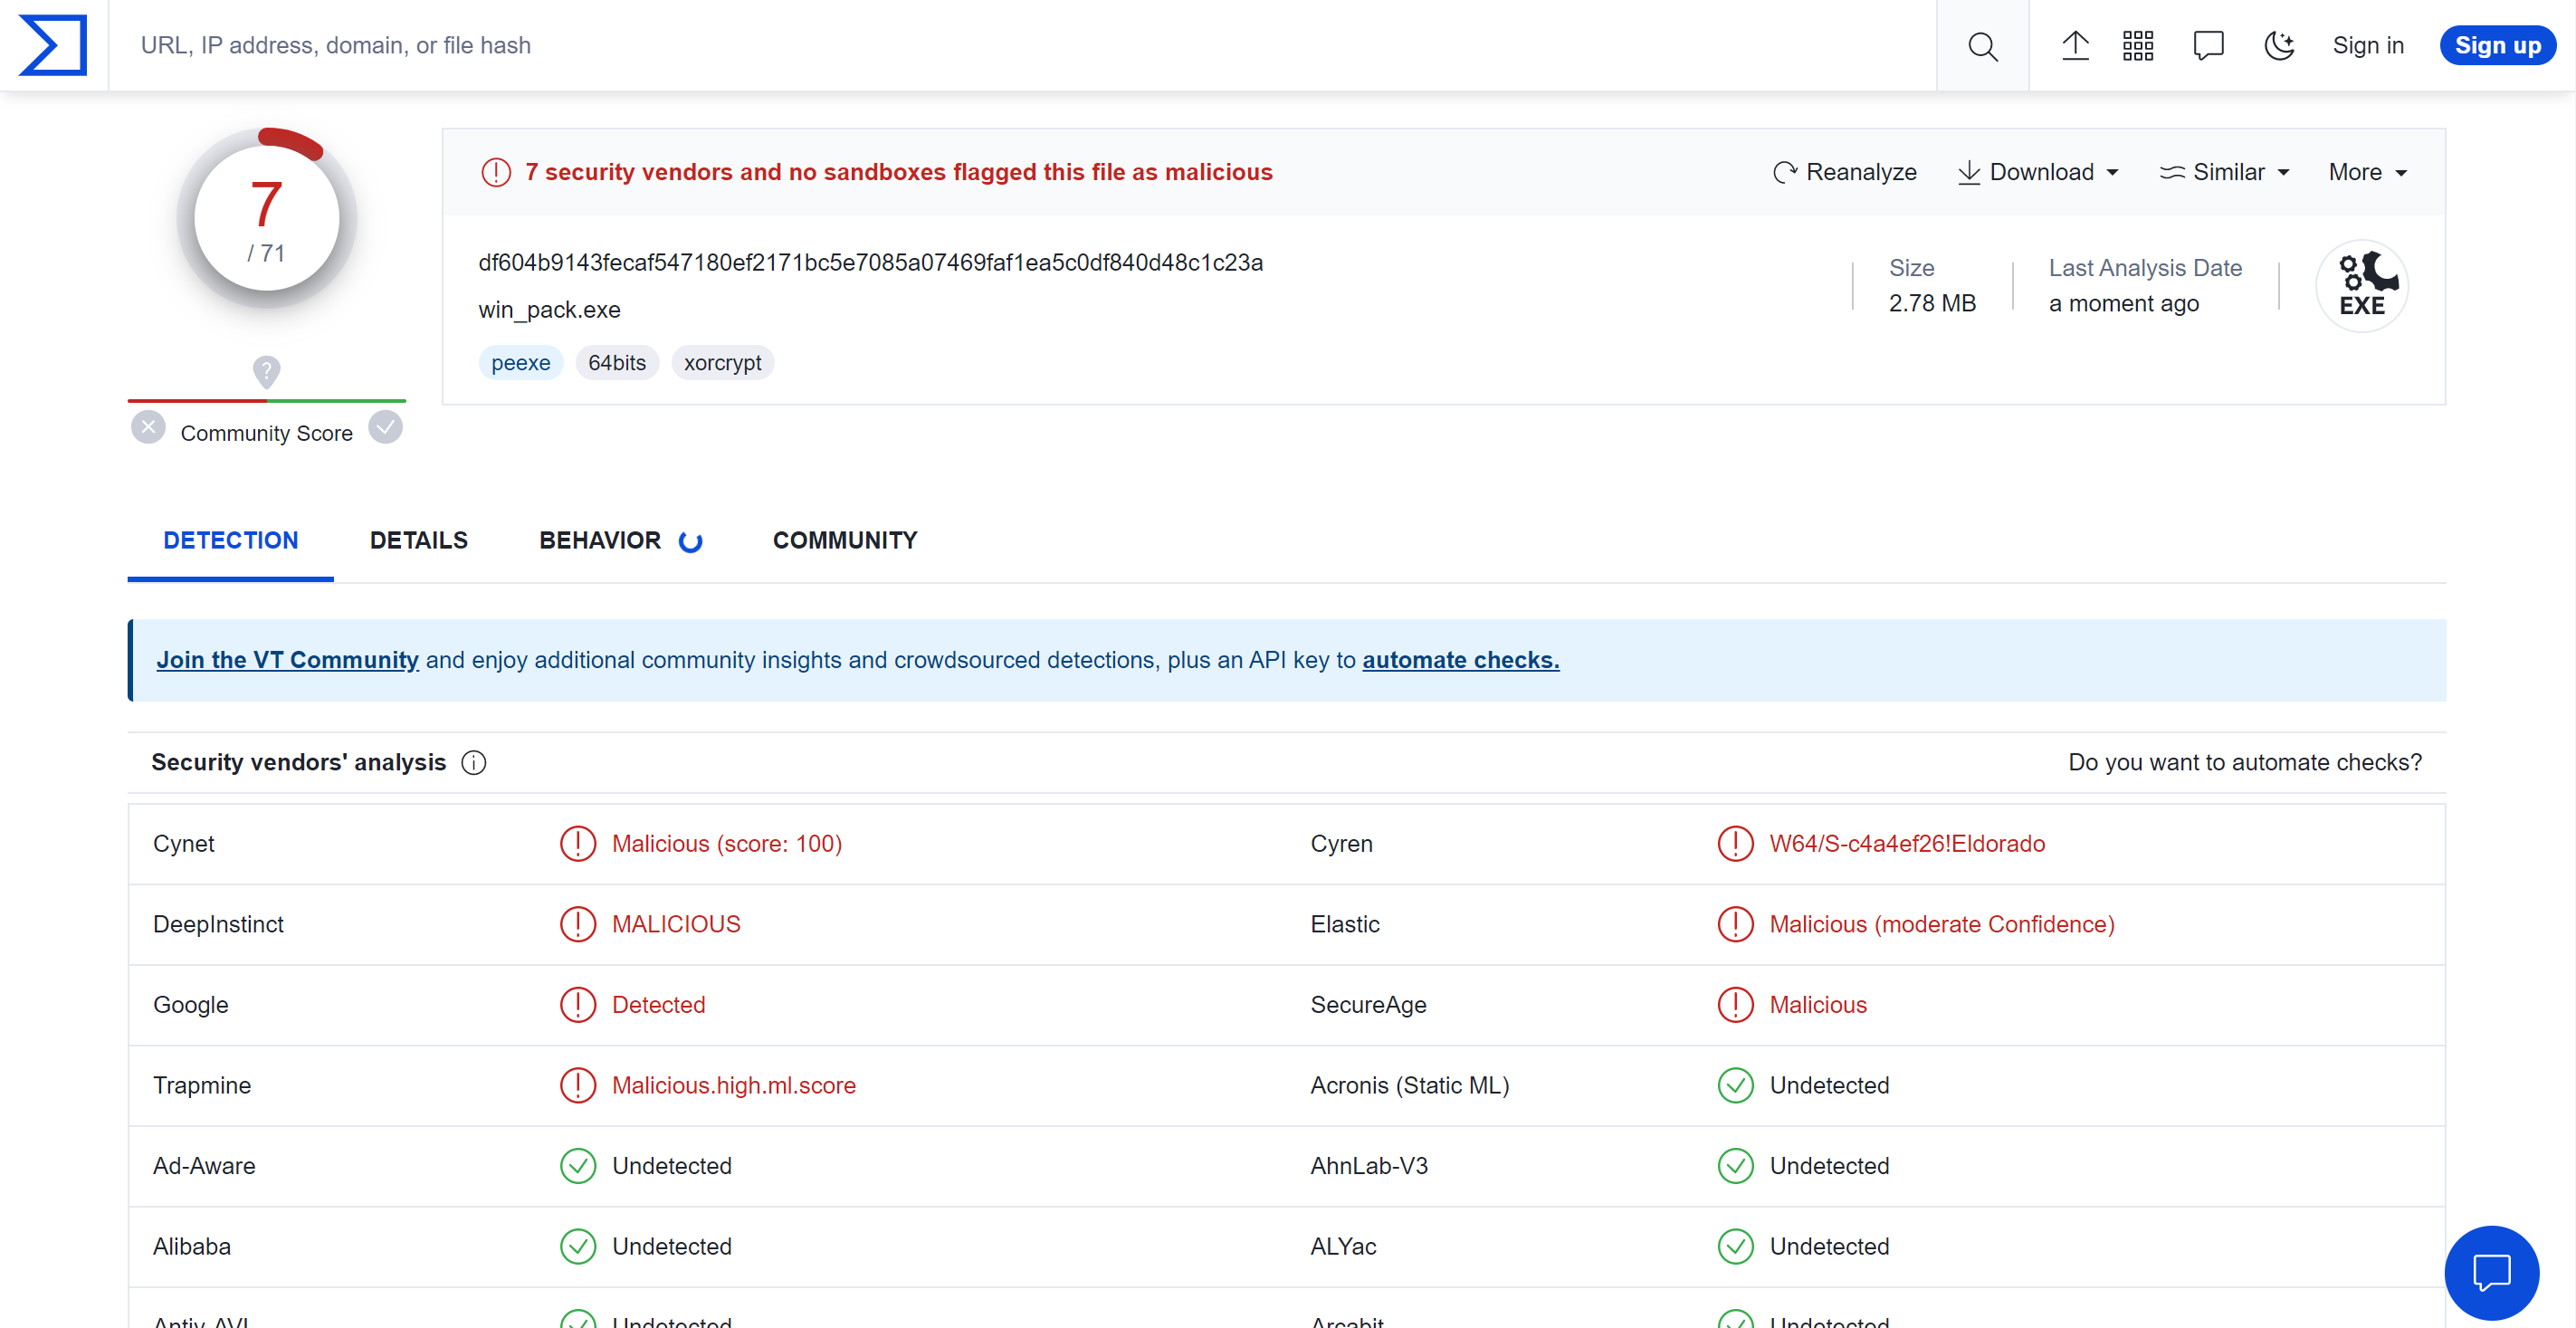 URL, IP address, domain, or file hash
Sign in
Sign up
7
/ 71
Community Score
7 security vendors and no sandboxes flagged this file as malicious
Reanalyze
Download
Similar
More
df604b9143fecaf547180ef2171bc5e7085a07469faf1ea5c0df840d48c1c23a
win_pack.exe
peexe
64bits
xorcrypt
Size
2.78 MB
Last Analysis Date
a moment ago
EXE
DETECTION
DETAILS
BEHAVIOR
COMMUNITY
Join the VT Community and enjoy additional community insights and crowdsourced detections, plus an API key to automate checks.
Security vendors' analysis
Do you want to automate checks?
Cynet Malicious (score: 100) Cyren W64/S-c4a4ef26!Eldorado
DeepInstinct MALICIOUS Elastic Malicious (moderate Confidence)
Google Detected SecureAge Malicious
Trapmine Malicious.high.ml.score Acronis (Static ML) Undetected
Ad-Aware Undetected AhnLab-V3 Undetected
Alibaba Undetected ALYac Undetected
Antiy-AVL Undetected Arcabit Undetected